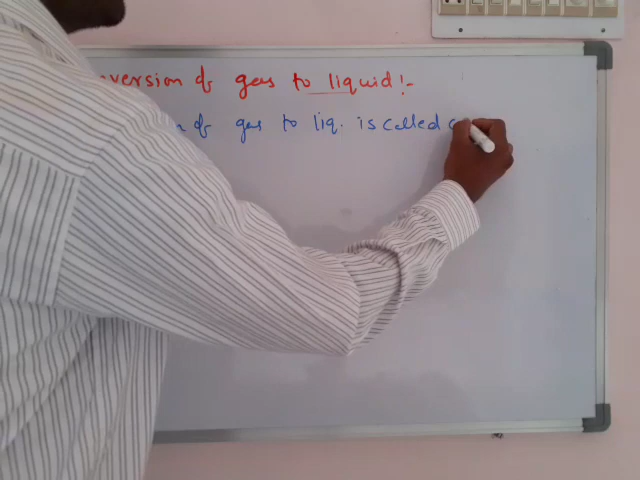 version of gas to liquid!-
of gas to liq. is called